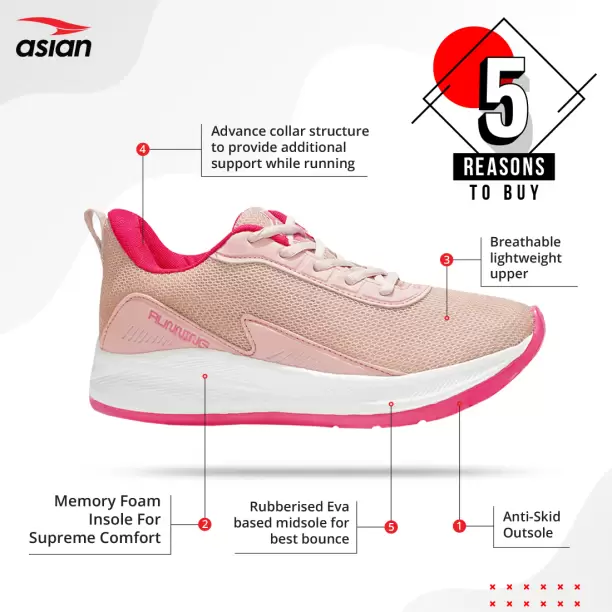 asian
5
REASONS
TO BUY
Advance collar structure
to provide additional
support while running
4
Breathable
lightweight
upper
3
RUNNING
Memory Foam
Insole For
Supreme Comfort
2
Rubberised Eva
based midsole for
best bounce
5
1
Anti-Skid
Outsole